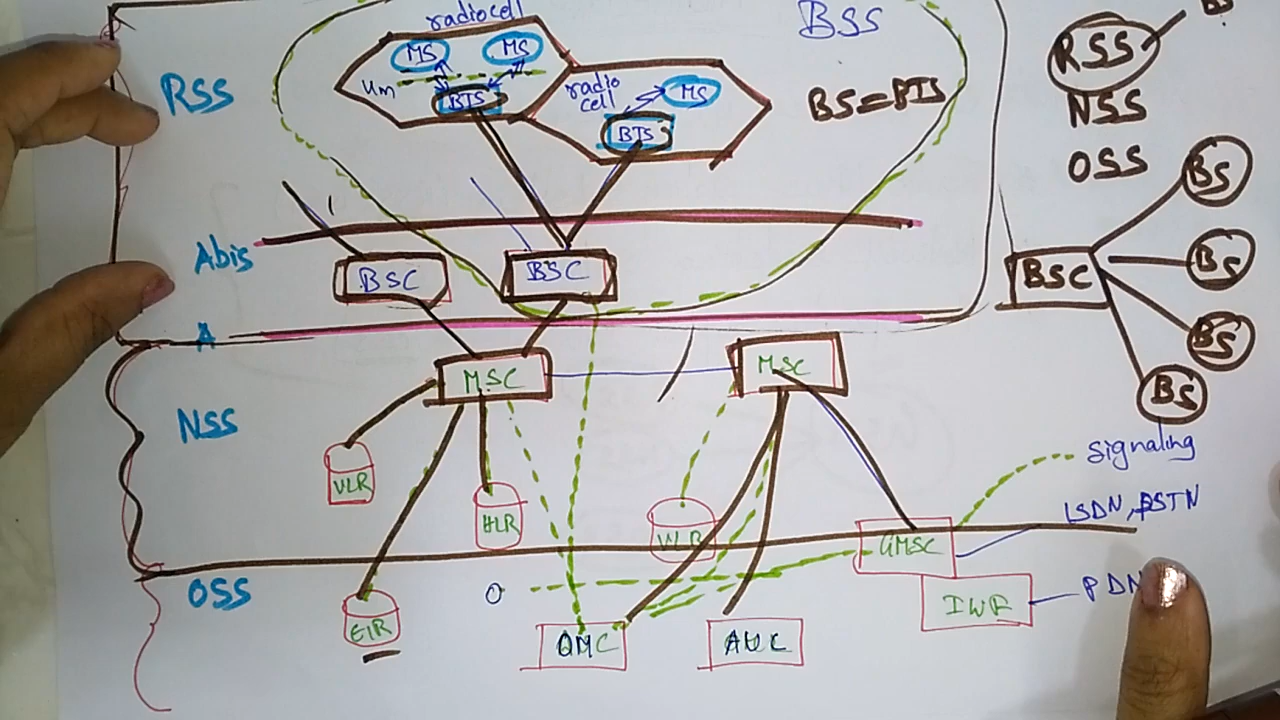 radiocell
BSS
BS
RSS
MS
MS
RSS
Um
BTS
radio
cell
MS
BTS
BS=BTS
NSS
OSS
BS
Abis
BSC
BSC
BSC
BS
BS
BS
A
MSC
MSC
NSS
VLR
HLR
VLR
signaling
ISDN, PSTN
GMSC
OSS
O
EIR
OMC
AUC
IWF
PDN